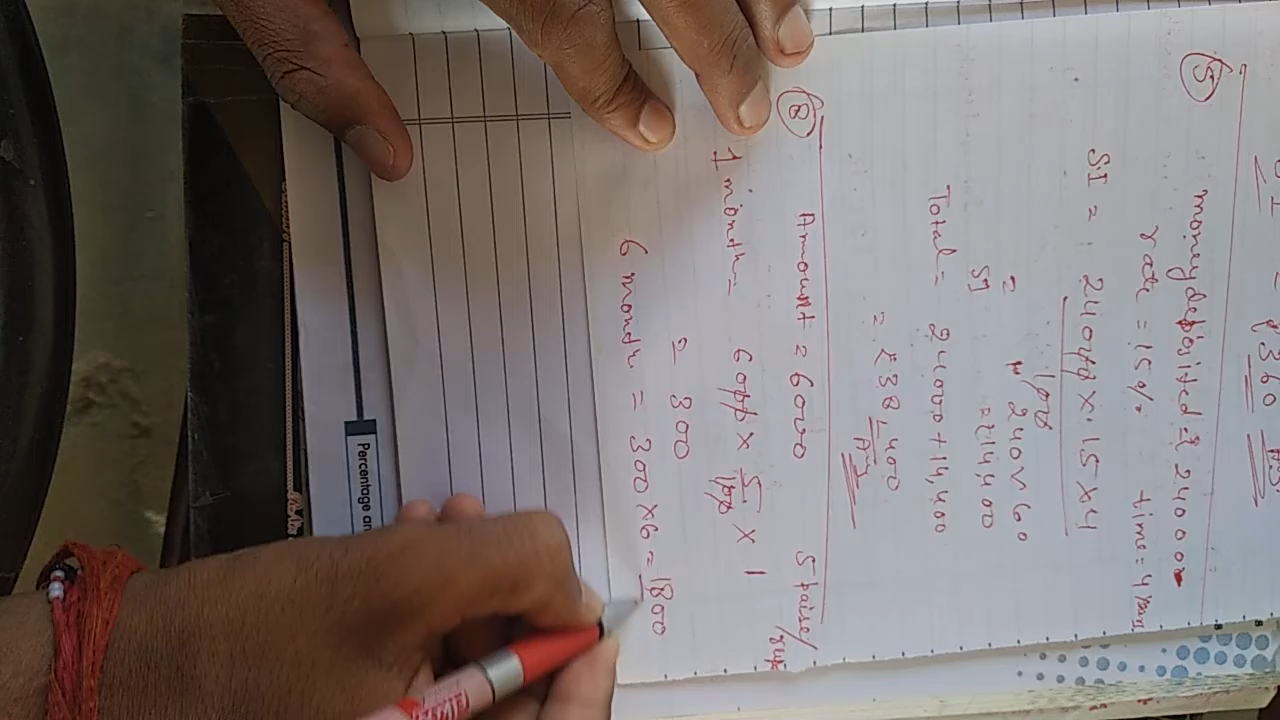 = ₹360 Ans
⑤ money deposited = ₹ 24000
rate = 15% time = 4 years
S.I = 24000 × 15 × 4
100
= 240 × 60
SI = ₹14,400
Total = 24000 + 14,400
= ₹ 38,400
Ans
⑧ Amount = 6000 5 paise/rup
1 month = 6000 × 5/100 × 1
= 300
6 month = 300 × 6 = 1800
Percentage an